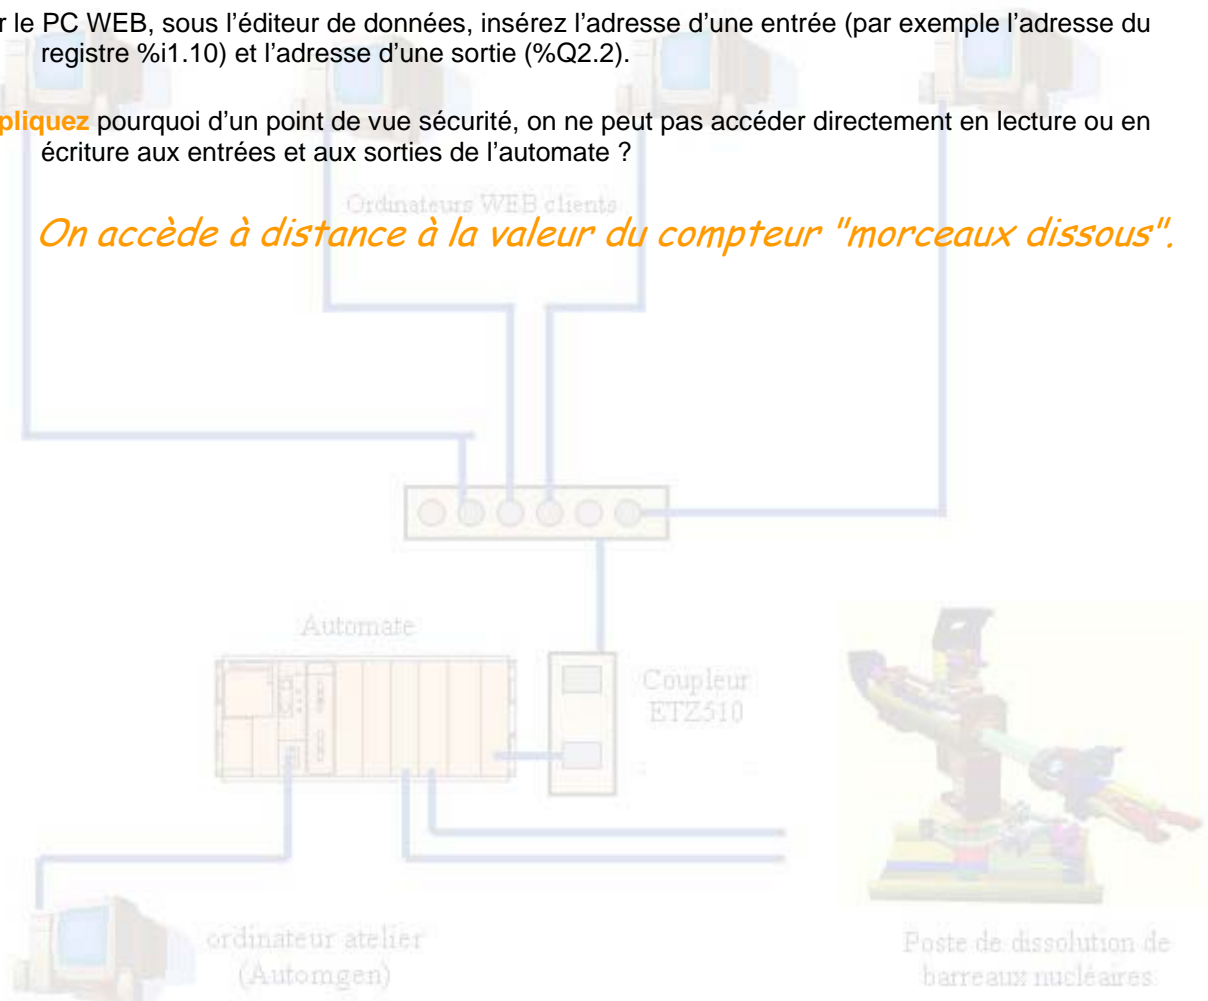 r le PC WEB, sous l’éditeur de données, insérez l’adresse d’une entrée (par exemple l’adresse du
registre %i1.10) et l’adresse d’une sortie (%Q2.2).
pliquez pourquoi d’un point de vue sécurité, on ne peut pas accéder directement en lecture ou en
écriture aux entrées et aux sorties de l’automate ?
Ordinateurs WEB clients
On accède à distance à la valeur du compteur "morceaux dissous".
Automate
Coupleur
ETZ510
ordinateur atelier
(Automgen)
Poste de dissolution de
barreaux nucléaires